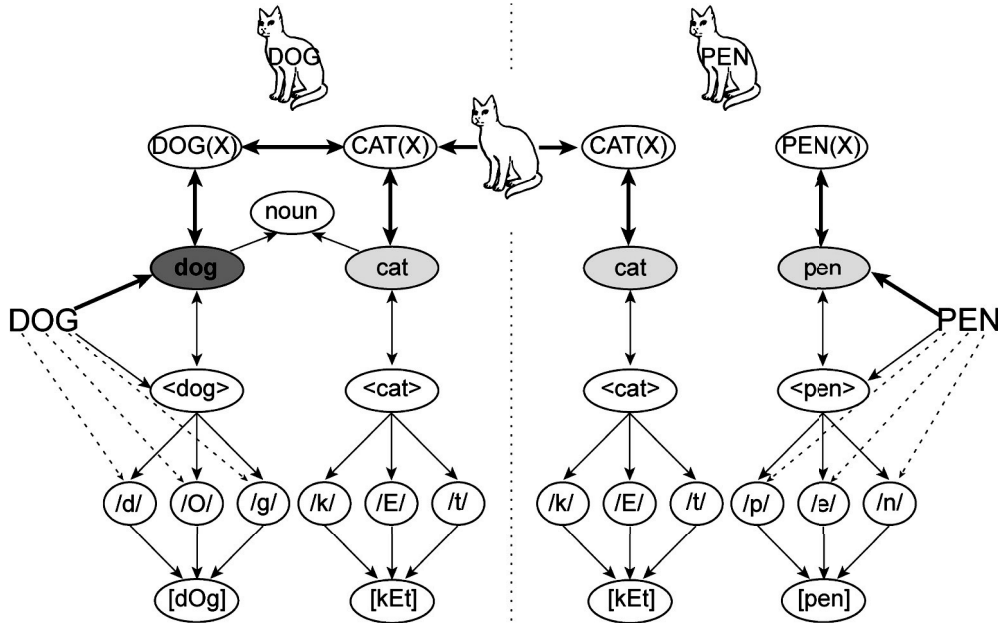 DOG
PEN
DOG(X)
CAT(X)
CAT(X)
PEN(X)
noun
dog
cat
cat
pen
DOG
PEN
<dog>
<cat>
<cat>
<pen>
/d/
/O/
/g/
/k/
/E/
/t/
/k/
/E/
/t/
/p/
/e/
/n/
[dOg]
[kEt]
[kEt]
[pen]